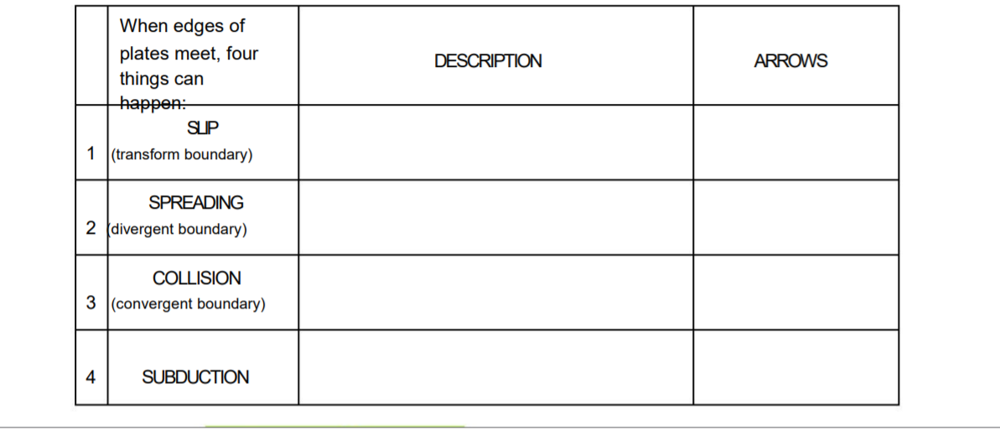 When edges of
plates meet, four
things can
happen:
DESCRIPTION
ARROWS
SLIP
1 (transform boundary)
SPREADING
2 (divergent boundary)
COLLISION
3 (convergent boundary)
4 SUBDUCTION